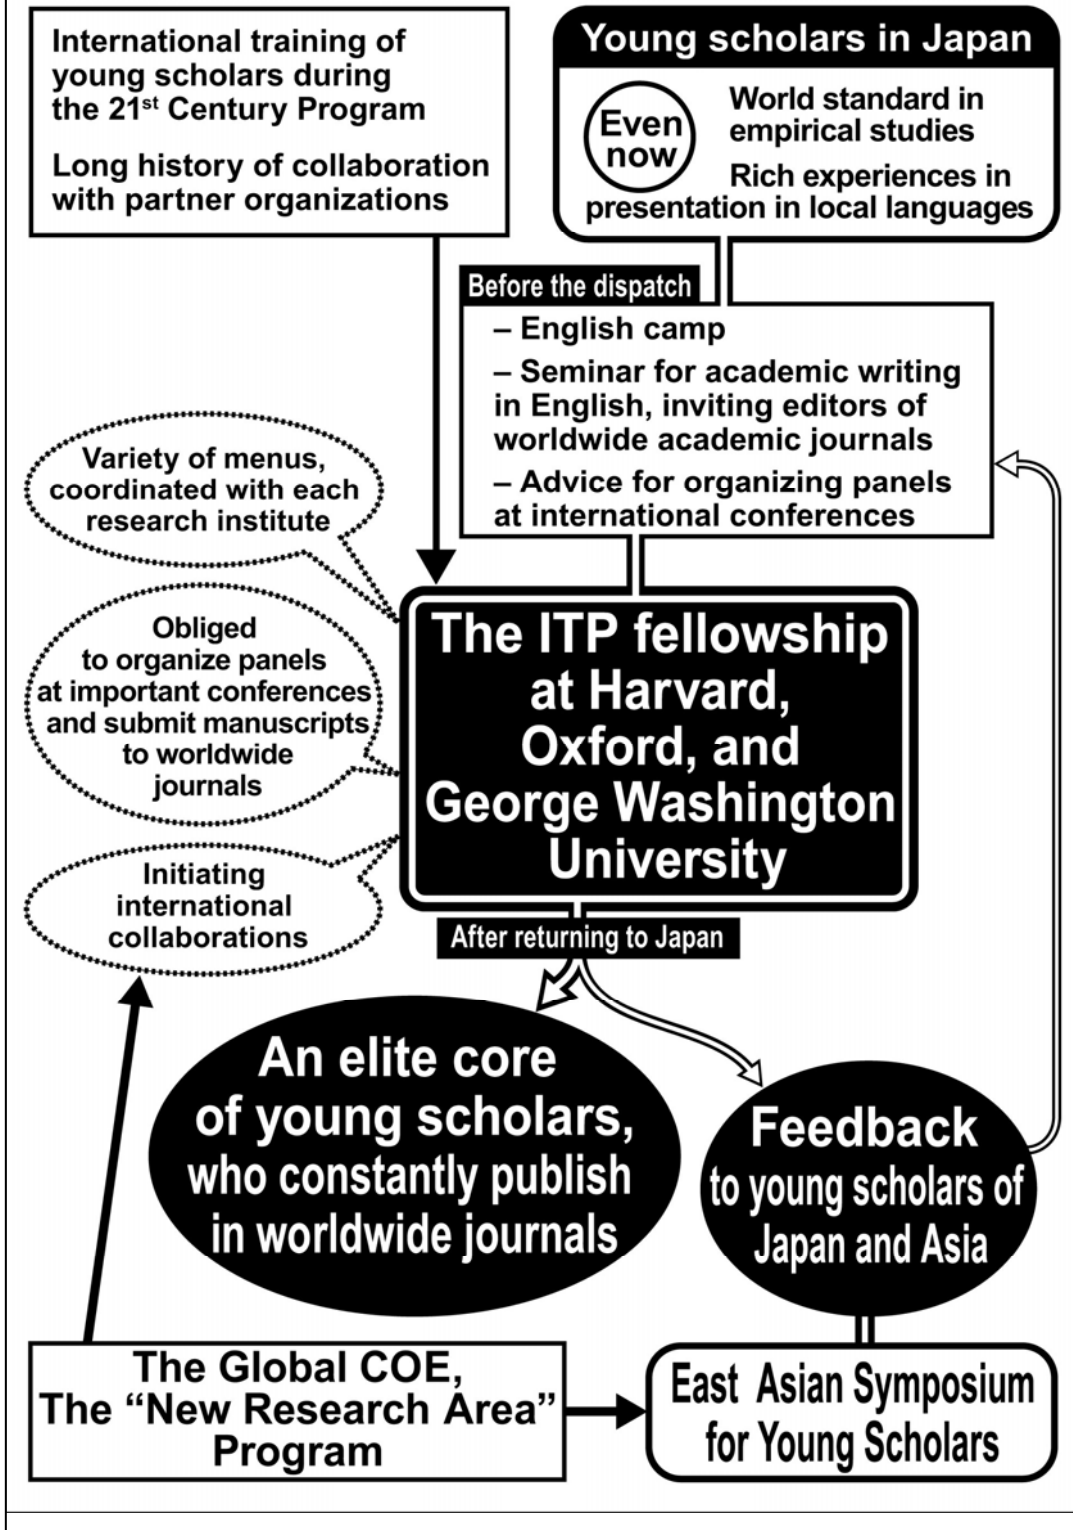 International training of
young scholars during
the 21st Century Program
Long history of collaboration
with partner organizations
Young scholars in Japan
Even
now
World standard in
empirical studies
Rich experiences in
presentation in local languages
Before the dispatch
– English camp
– Seminar for academic writing
in English, inviting editors of
worldwide academic journals
– Advice for organizing panels
at international conferences
Variety of menus,
coordinated with each
research institute
Obliged
to organize panels
at important conferences
and submit manuscripts
to worldwide
journals
Initiating
international
collaborations
The ITP fellowship
at Harvard,
Oxford, and
George Washington
University
After returning to Japan
An elite core
of young scholars,
who constantly publish
in worldwide journals
Feedback
to young scholars of
Japan and Asia
The Global COE,
The “New Research Area”
Program
East Asian Symposium
for Young Scholars